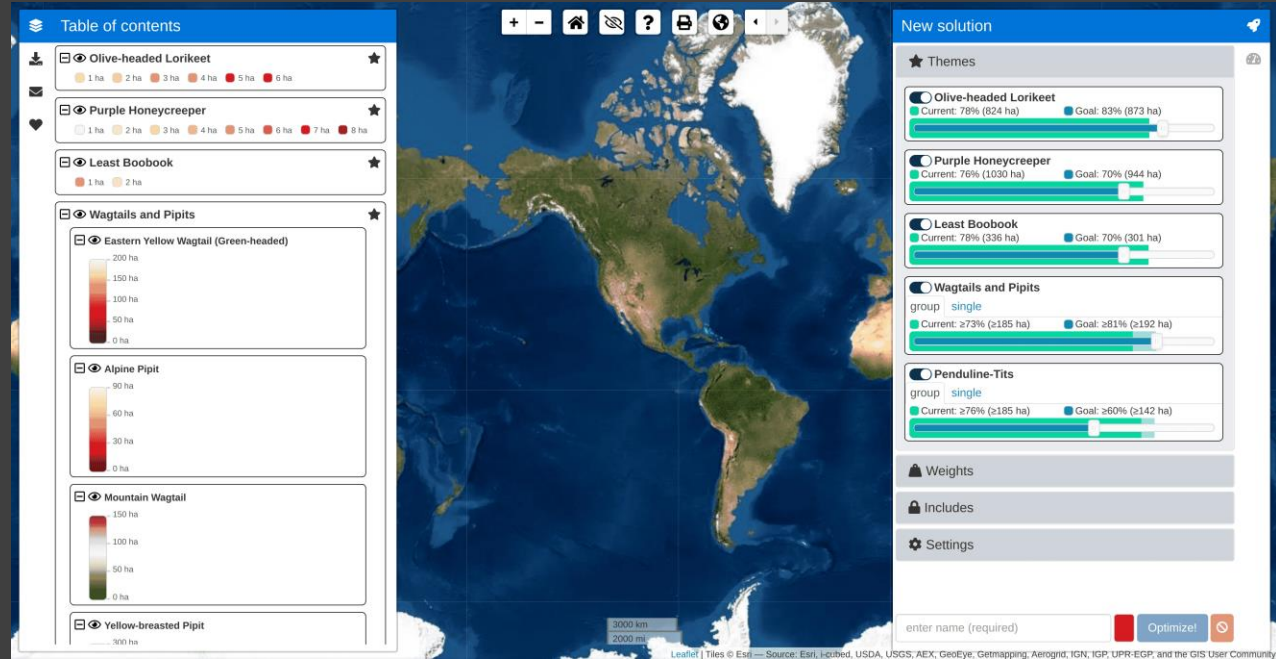 Table of contents
Olive-headed Lorikeet
1 ha 2 ha 3 ha 4 ha 5 ha 6 ha
Purple Honeycreeper
1 ha 2 ha 3 ha 4 ha 5 ha 6 ha 7 ha 8 ha
Least Boobook
1 ha 2 ha
Wagtails and Pipits
Eastern Yellow Wagtail (Green-headed)
200 ha
150 ha
100 ha
50 ha
0 ha
Alpine Pipit
90 ha
60 ha
30 ha
0 ha
Mountain Wagtail
150 ha
100 ha
50 ha
0 ha
Yellow-breasted Pipit
300 ha
+ − ?
3000 km
2000 mi
New solution
Themes
Olive-headed Lorikeet
Current: 78% (824 ha) Goal: 83% (873 ha)
Purple Honeycreeper
Current: 76% (1030 ha) Goal: 70% (944 ha)
Least Boobook
Current: 78% (336 ha) Goal: 70% (301 ha)
Wagtails and Pipits
group single
Current: ≥73% (≥185 ha) Goal: ≥81% (≥192 ha)
Penduline-Tits
group single
Current: ≥76% (≥185 ha) Goal: ≥60% (≥142 ha)
Weights
Includes
Settings
enter name (required) Optimize!
Leaflet | Tiles © Esri — Source: Esri, i-cubed, USDA, USGS, AEX, GeoEye, Getmapping, Aerogrid, IGN, IGP, UPR-EGP, and the GIS User Community